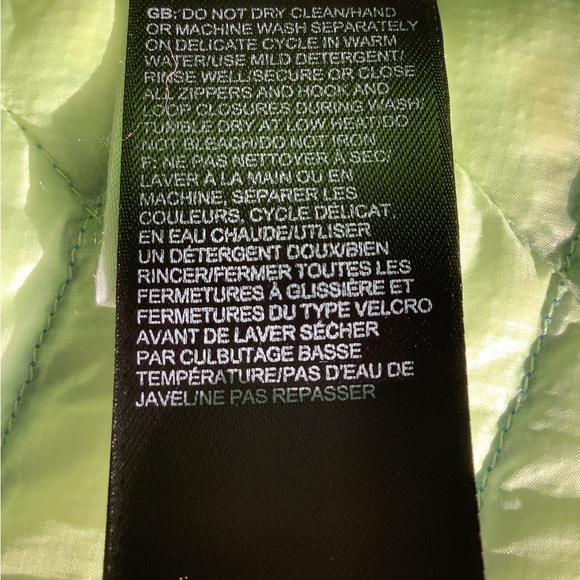 GB: DO NOT DRY CLEAN/HAND
OR MACHINE WASH SEPARATELY
ON DELICATE CYCLE IN WARM
WATER/USE MILD DETERGENT/
RINSE WELL/SECURE OR CLOSE
ALL ZIPPERS AND HOOK AND
LOOP CLOSURES DURING WASH/
TUMBLE DRY AT LOW HEAT/DO
NOT BLEACH/DO NOT IRON
F: NE PAS NETTOYER À SEC/
LAVER À LA MAIN OU EN
MACHINE, SÉPARER LES
COULEURS, CYCLE DÉLICAT,
EN EAU CHAUDE/UTLISER
UN DÉTERGENT DOUX/BIEN
RINCER/FERMER TOUTES LES
FERMETURES À GLISSIÈRE ET
FERMETURES DU TYPE VELCRO
AVANT DE LAVER SÉCHER
PAR CULBUTAGE BASSE
TEMPÉRATURE/PAS D'EAU DE
JAVEL/NE PAS REPASSER